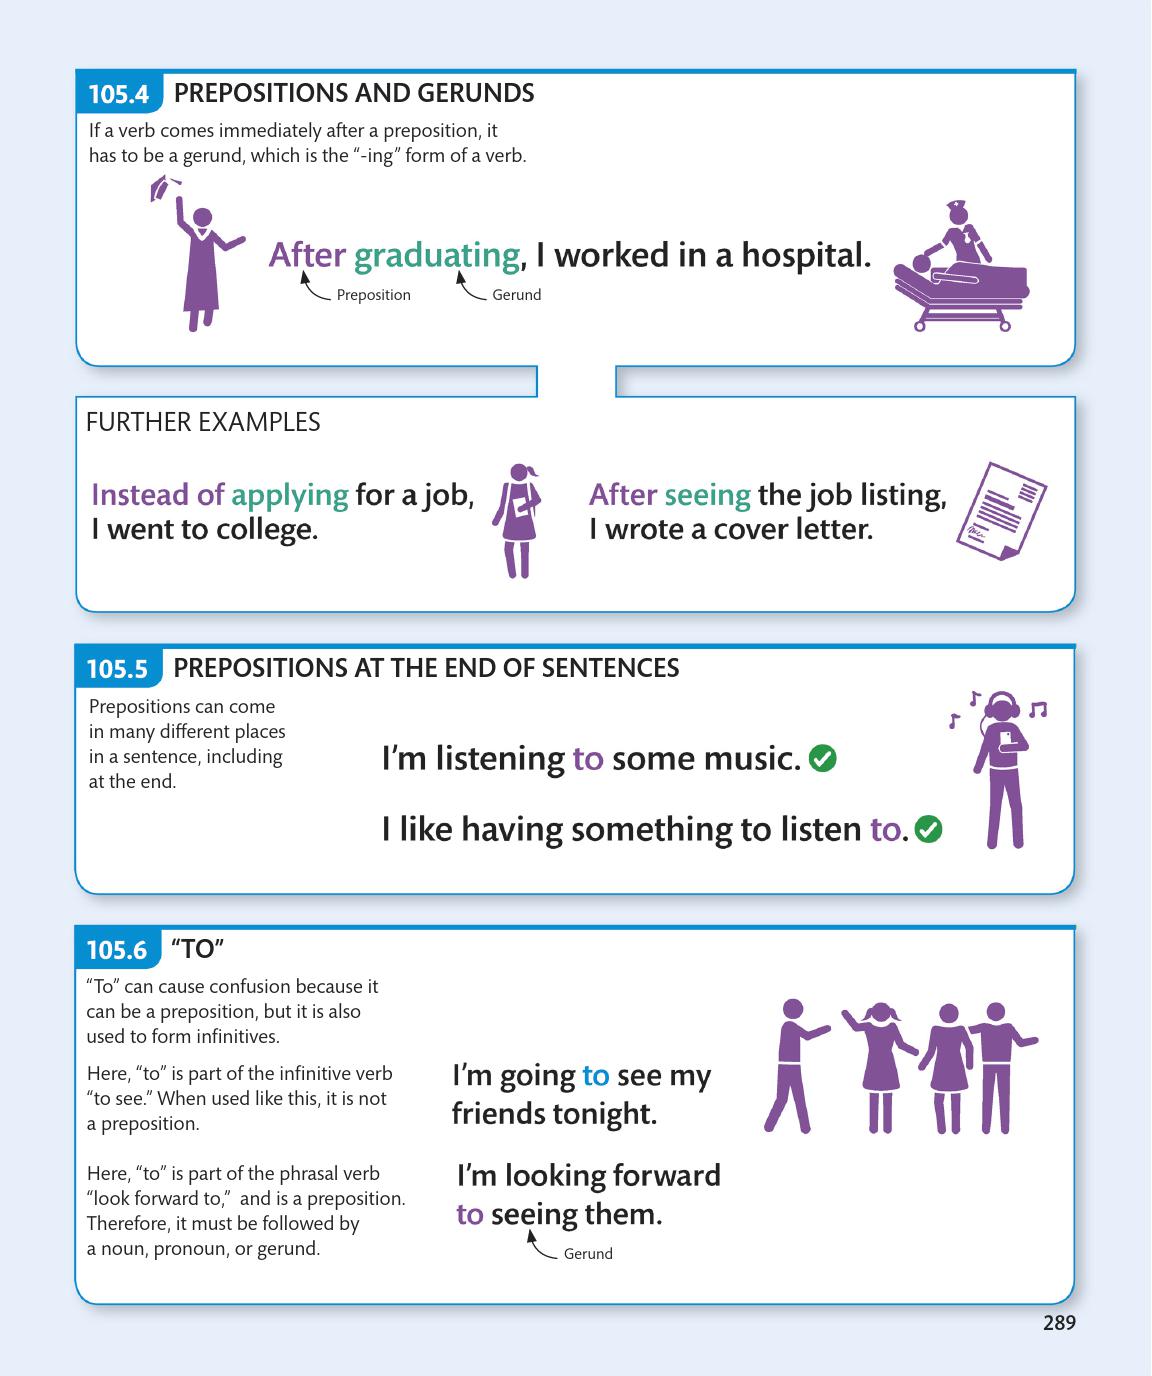 105.4 PREPOSITIONS AND GERUNDS
If a verb comes immediately after a preposition, it
has to be a gerund, which is the “-ing” form of a verb.
After graduating, I worked in a hospital.
Preposition
Gerund
FURTHER EXAMPLES
Instead of applying for a job,
I went to college.
After seeing the job listing,
I wrote a cover letter.
105.5 PREPOSITIONS AT THE END OF SENTENCES
Prepositions can come
in many different places
in a sentence, including
at the end.
I’m listening to some music.
I like having something to listen to.
105.6 “TO”
“To” can cause confusion because it
can be a preposition, but it is also
used to form infinitives.
Here, “to” is part of the infinitive verb
“to see.” When used like this, it is not
a preposition.
I’m going to see my
friends tonight.
Here, “to” is part of the phrasal verb
“look forward to,” and is a preposition.
Therefore, it must be followed by
a noun, pronoun, or gerund.
I’m looking forward
to seeing them.
Gerund
289